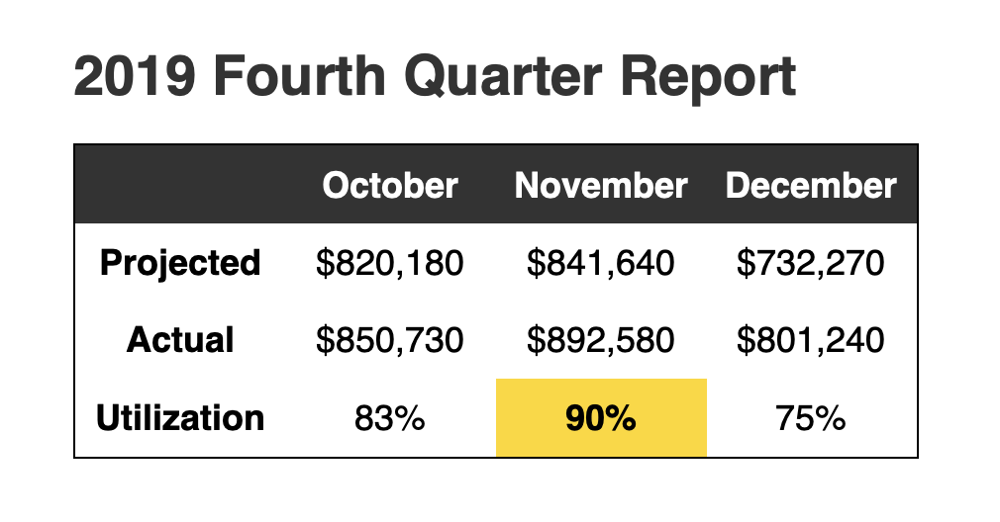 2019 Fourth Quarter Report
October November December
Projected $820,180 $841,640 $732,270
Actual $850,730 $892,580 $801,240
Utilization 83% 90% 75%